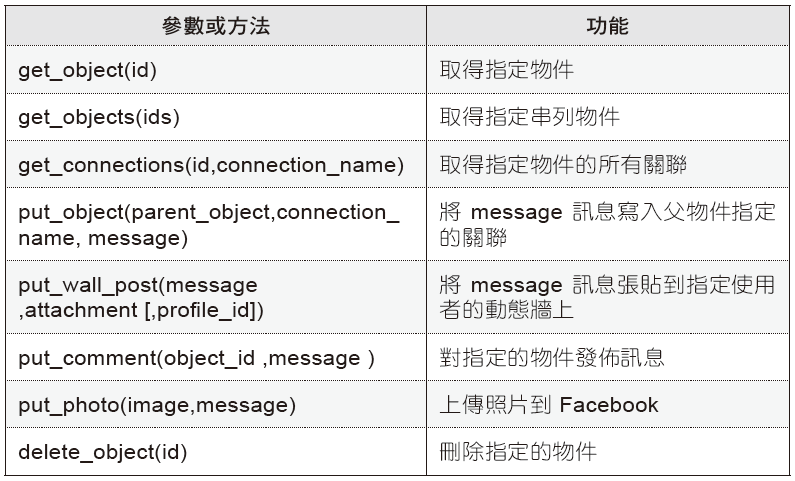 參數或方法 功能
get_object(id) 取得指定物件
get_objects(ids) 取得指定串列物件
get_connections(id,connection_name) 取得指定物件的所有關聯
put_object(parent_object,connection_
name, message)
將 message 訊息寫入父物件指定
的關聯
put_wall_post(message
,attachment [,profile_id])
將 message 訊息張貼到指定使用
者的動態牆上
put_comment(object_id ,message ) 對指定的物件發佈訊息
put_photo(image,message) 上傳照片到 Facebook
delete_object(id) 刪除指定的物件